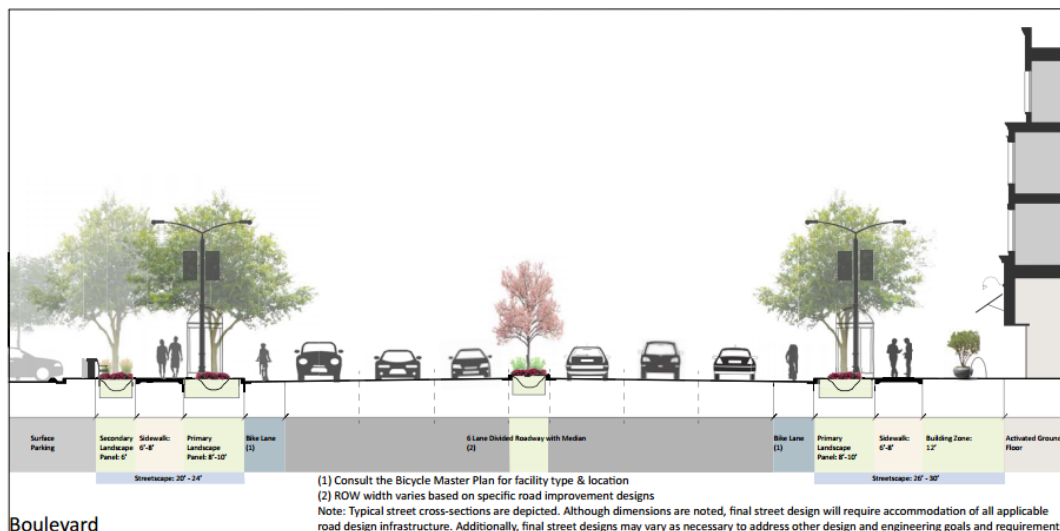 Surface
Parking
Secondary
Landscape
Panel: 6'
Sidewalk:
6'-8'
Primary
Landscape
Panel: 8'-10'
Bike Lane
(1)
6 Lane Divided Roadway with Median
(2)
Bike Lane
(1)
Primary
Landscape
Panel: 8'-10'
Sidewalk:
6'-8'
Building Zone:
12'
Activated Ground
Floor
Streetscape: 20' - 24'
Streetscape: 26' - 30'
(1) Consult the Bicycle Master Plan for facility type & location
(2) ROW width varies based on specific road improvement designs
Note: Typical street cross-sections are depicted. Although dimensions are noted, final street design will require accommodation of all applicable
road design infrastructure. Additionally, final street designs may vary as necessary to address other design and engineering goals and requirement
Boulevard